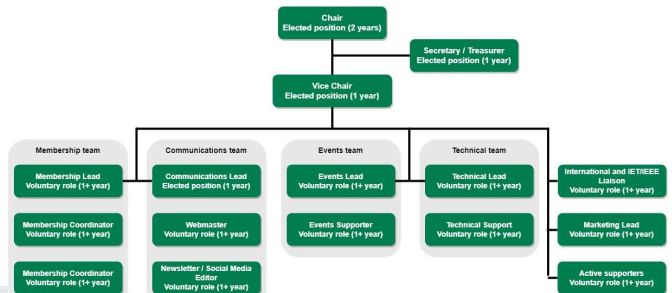 Chair
Elected position (2 years)
Secretary / Treasurer
Elected position (1 year)
Vice Chair
Elected position (1 year)
Membership team
Membership Lead
Voluntary role (1+ year)
Membership Coordinator
Voluntary role (1+ year)
Membership Coordinator
Voluntary role (1+ year)
Communications team
Communications Lead
Elected position (1 year)
Webmaster
Voluntary role (1+ year)
Newsletter / Social Media
Editor
Voluntary role (1+ year)
Events team
Events Lead
Voluntary role (1+ year)
Events Supporter
Voluntary role (1+ year)
Technical team
Technical Lead
Voluntary role (1+ year)
Technical Support
Voluntary role (1+ year)
International and IET/IEEE
Liaison
Voluntary role (1+ year)
Marketing Lead
Voluntary role (1+ year)
Active supporters
Voluntary role (1+ year)